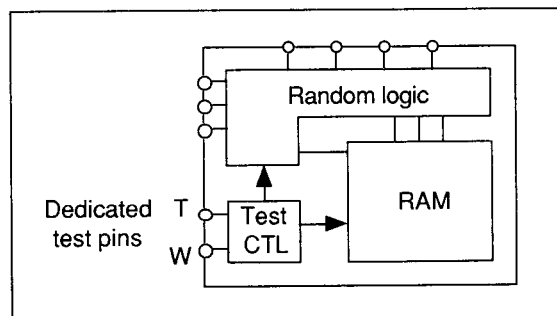 Random logic
Dedicated
test pins
T
W
Test
CTL
RAM